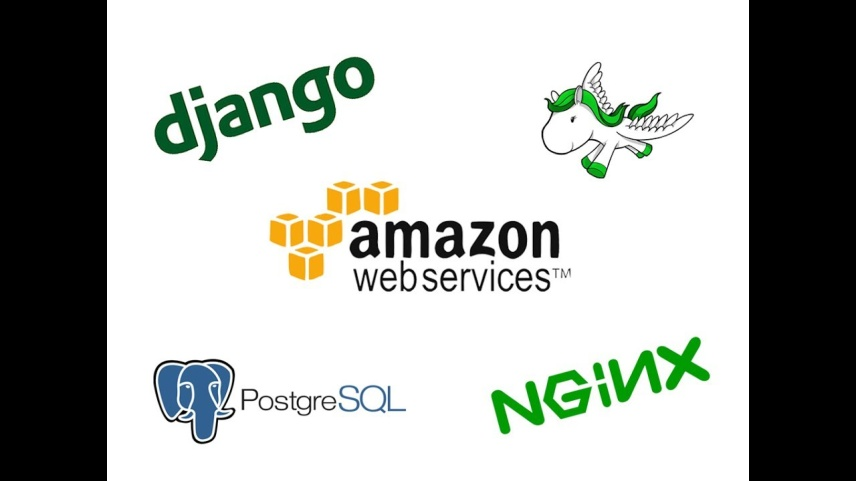 django
amazon
webservices™
PostgreSQL
NGiNX